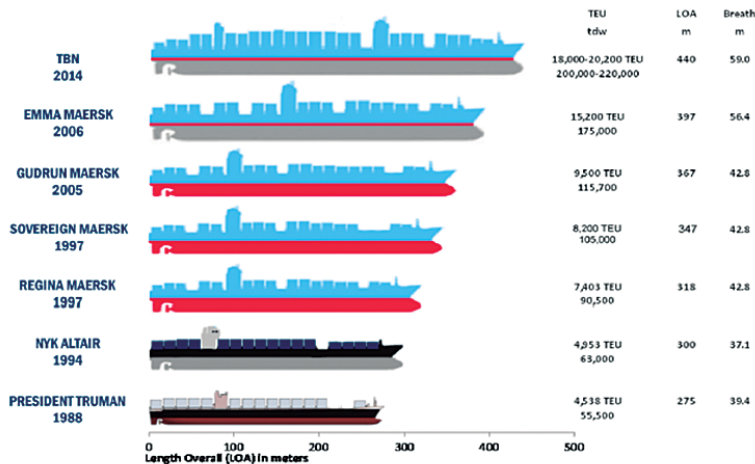 TEU LOA Breath
tdw m m
TBN 18,000-20,200 TEU 440 59.0
2014 200,000-220,000
EMMA MAERSK 15,200 TEU 397 56.4
2006 175,000
GUDRUN MAERSK 9,500 TEU 367 42.8
2005 115,700
SOVEREIGN MAERSK 8,200 TEU 347 42.8
1997 105,000
REGINA MAERSK 7,403 TEU 318 42.8
1997 90,500
NYK ALTAIR 4,953 TEU 300 37.1
1994 63,000
PRESIDENT TRUMAN 4,538 TEU 275 39.4
1988 55,500
0 100 200 300 400 500
Length Overall (LOA) in meters